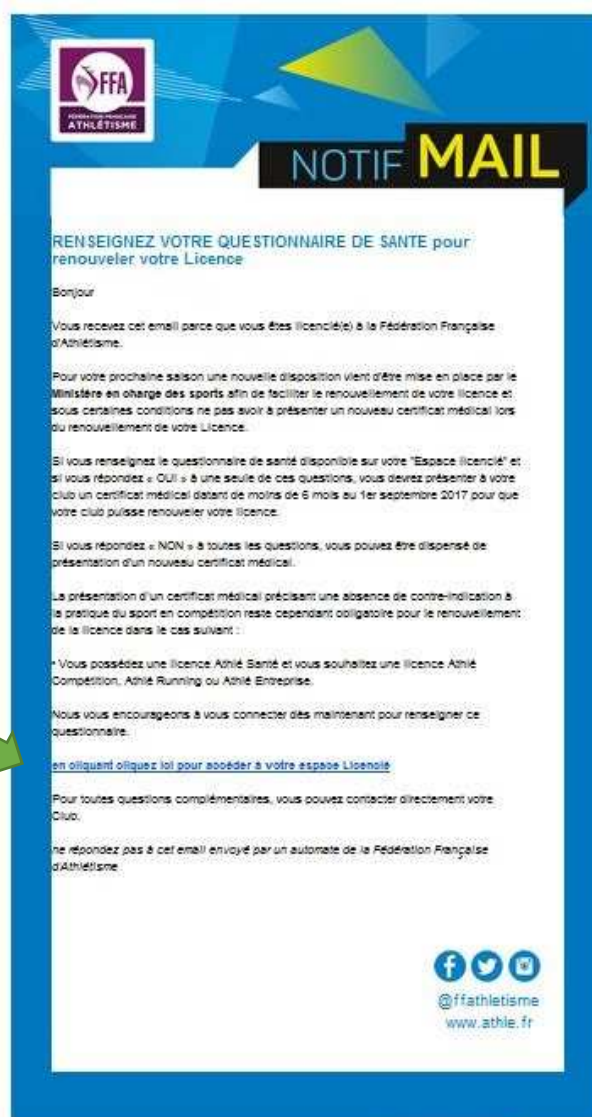 FFA
FÉDÉRATION FRANÇAISE
ATHLÉTISME
NOTIF MAIL
RENSEIGNEZ VOTRE QUESTIONNAIRE DE SANTE pour
renouveler votre Licence
Bonjour
Vous recevez cet email parce que vous êtes licencié(e) à la Fédération Française
d'Athlétisme.
Pour votre prochaine saison une nouvelle disposition vient d'être mise en place par le
Ministère en charge des sports afin de faciliter le renouvellement de votre licence et
sous certaines conditions ne pas avoir à présenter un nouveau certificat médical lors
du renouvellement de votre Licence.
Si vous renseignez le questionnaire de santé disponible sur votre "Espace licencié" et
si vous répondez « OUI » à une seule de ces questions, vous devrez présenter à votre
club un certificat médical datant de moins de 6 mois au 1er septembre 2017 pour que
votre club puisse renouveler votre licence.
Si vous répondez « NON » à toutes les questions, vous pouvez être dispensé de
présentation d'un nouveau certificat médical.
La présentation d'un certificat médical précisant une absence de contre-indication à
la pratique du sport en compétition reste cependant obligatoire pour le renouvellement
de la licence dans le cas suivant :
• Vous possédez une licence Athlé Santé et vous souhaitez une licence Athlé
Compétition, Athlé Running ou Athlé Entreprise.
Nous vous encourageons à vous connecter dès maintenant pour renseigner ce
questionnaire.
en cliquant cliquez ici pour accéder à votre espace Licencié
Pour toutes questions complémentaires, vous pouvez contacter directement votre
Club.
ne répondez pas à cet email envoyé par un automate de la Fédération Française
d'Athlétisme
@ffathletisme
www.athle.fr